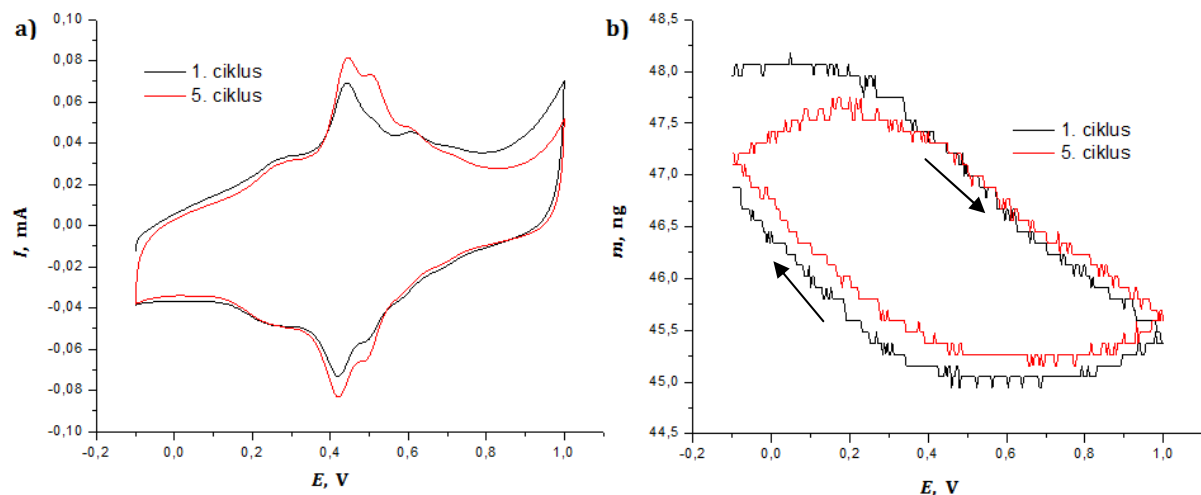 a)
0,10
0,08
0,06
0,04
0,02
0,00
-0,02
-0,04
-0,06
-0,08
-0,10
I, mA
1. ciklus
5. ciklus
-0,2 0,0 0,2 0,4 0,6 0,8 1,0
E, V
b)
48,5
48,0
47,5
47,0
46,5
46,0
45,5
45,0
44,5
m, ng
1. ciklus
5. ciklus
-0,2 0,0 0,2 0,4 0,6 0,8 1,0
E, V